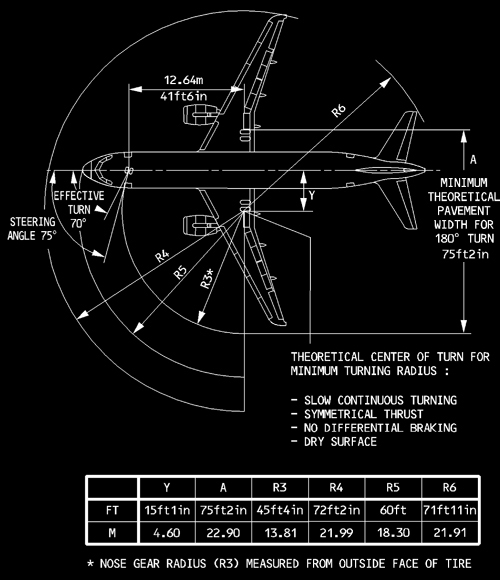 12.64m
41ft6in
R6
A
Y
MINIMUM
THEORETICAL
PAVEMENT
WIDTH FOR
180° TURN
75ft2in
EFFECTIVE
TURN
70°
STEERING
ANGLE 75°
R4
R5
R3*
THEORETICAL CENTER OF TURN FOR
MINIMUM TURNING RADIUS :
- SLOW CONTINUOUS TURNING
- SYMMETRICAL THRUST
- NO DIFFERENTIAL BRAKING
- DRY SURFACE
Y A R3 R4 R5 R6
FT 15ft1in 75ft2in 45ft4in 72ft2in 60ft 71ft11in
M 4.60 22.90 13.81 21.99 18.30 21.91
* NOSE GEAR RADIUS (R3) MEASURED FROM OUTSIDE FACE OF TIRE